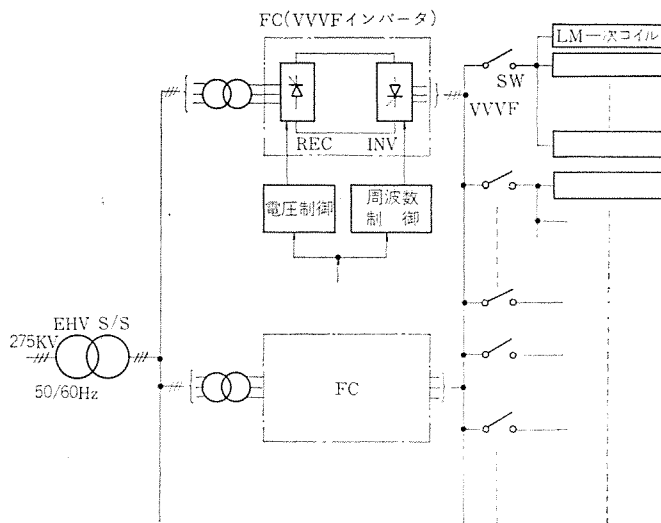 FC(VVVFインバータ)
LM一次コイル
SW
VVVF
REC
INV
電圧制御
周波数
制 御
EHV S/S
275KV
50/60Hz
FC